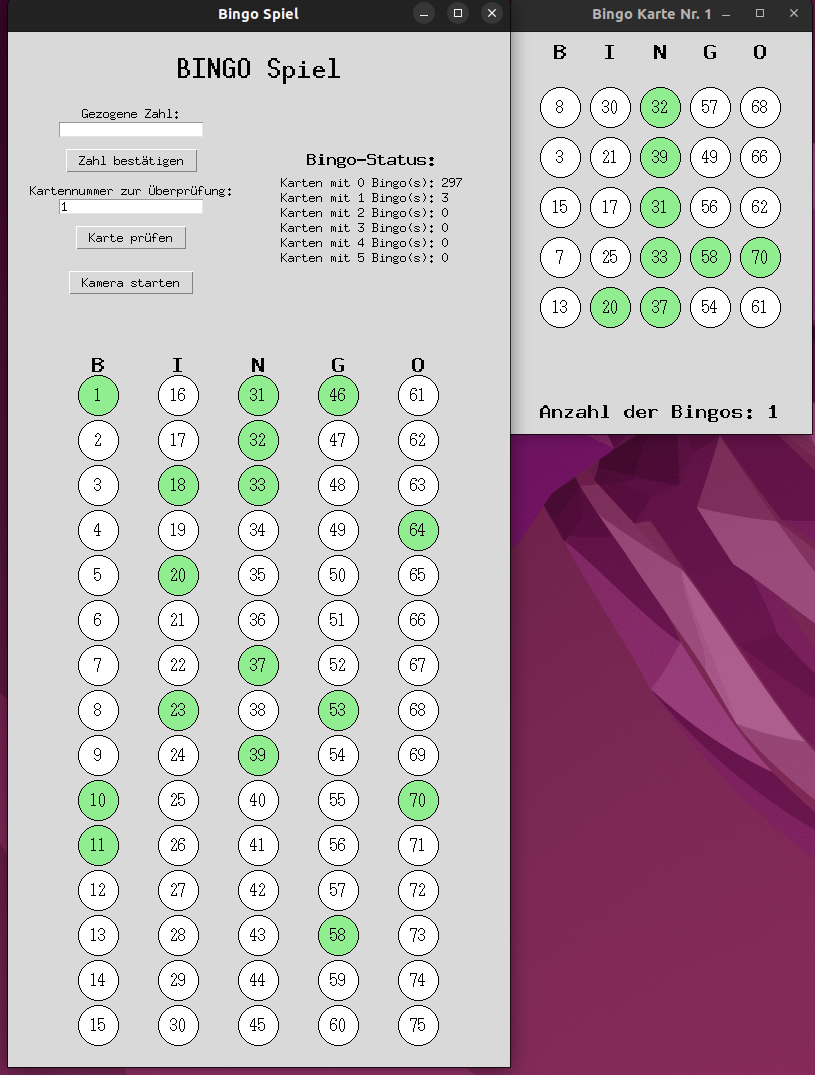 Bingo Spiel
BINGO Spiel
Gezogene Zahl:
Zahl bestätigen
Kartennummer zur Überprüfung:
1
Karte prüfen
Kamera starten
Bingo-Status:
Karten mit 0 Bingo(s): 297
Karten mit 1 Bingo(s): 3
Karten mit 2 Bingo(s): 0
Karten mit 3 Bingo(s): 0
Karten mit 4 Bingo(s): 0
Karten mit 5 Bingo(s): 0
B I N G O
1 16 31 46 61
2 17 32 47 62
3 18 33 48 63
4 19 34 49 64
5 20 35 50 65
6 21 36 51 66
7 22 37 52 67
8 23 38 53 68
9 24 39 54 69
10 25 40 55 70
11 26 41 56 71
12 27 42 57 72
13 28 43 58 73
14 29 44 59 74
15 30 45 60 75
Bingo Karte Nr. 1
B I N G O
8 30 32 57 68
3 21 39 49 66
15 17 31 56 62
7 25 33 58 70
13 20 37 54 61
Anzahl der Bingos: 1